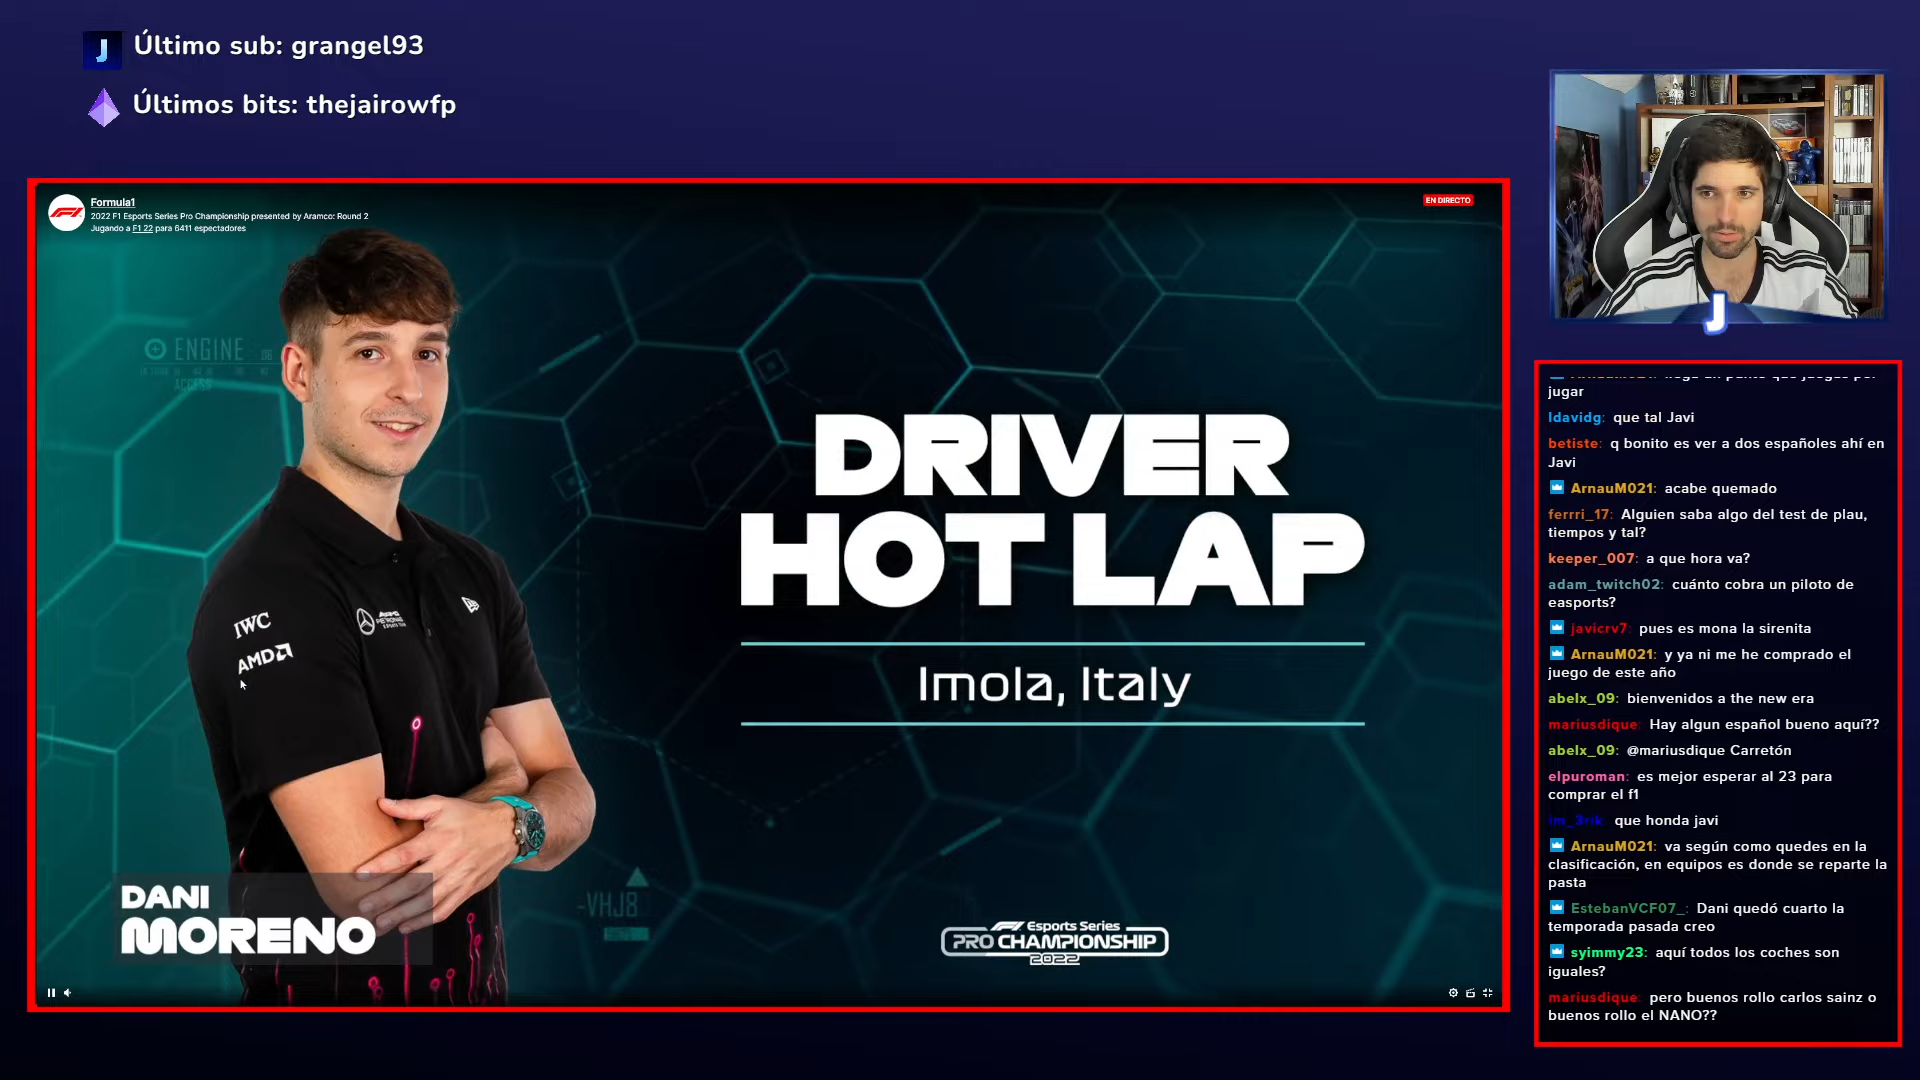 Último sub: grangel93
Últimos bits: thejairowfp
Formula1
2022 F1 Esports Series Pro Championship presented by Aramco: Round 2
Jugando a F1 22 para 6411 espectadores
EN DIRECTO
ENGINE
ACCESS
IWC
AMD
DRIVER
HOT LAP
Imola, Italy
DANI
MORENO
-VHJ8
F1 Esports Series
PRO CHAMPIONSHIP
2022
J
jugar
ldavidg: que tal Javi
betiste: q bonito es ver a dos españoles ahí en
Javi
ArnauM021: acabe quemado
ferrri_17: Alguien saba algo del test de plau,
tiempos y tal?
keeper_007: a que hora va?
adam_twitch02: cuánto cobra un piloto de
easports?
javicrv7: pues es mona la sirenita
ArnauM021: y ya ni me he comprado el
juego de este año
abelx_09: bienvenidos a the new era
mariusdique: Hay algun español bueno aquí??
abelx_09: @mariusdique Carretón
elpuroman: es mejor esperar al 23 para
comprar el f1
im_3rik: que honda javi
ArnauM021: va según como quedes en la
clasificación, en equipos es donde se reparte la
pasta
EstebanVCF07_: Dani quedó cuarto la
temporada pasada creo
syimmy23: aquí todos los coches son
iguales?
mariusdique: pero buenos rollo carlos sainz o
buenos rollo el NANO??